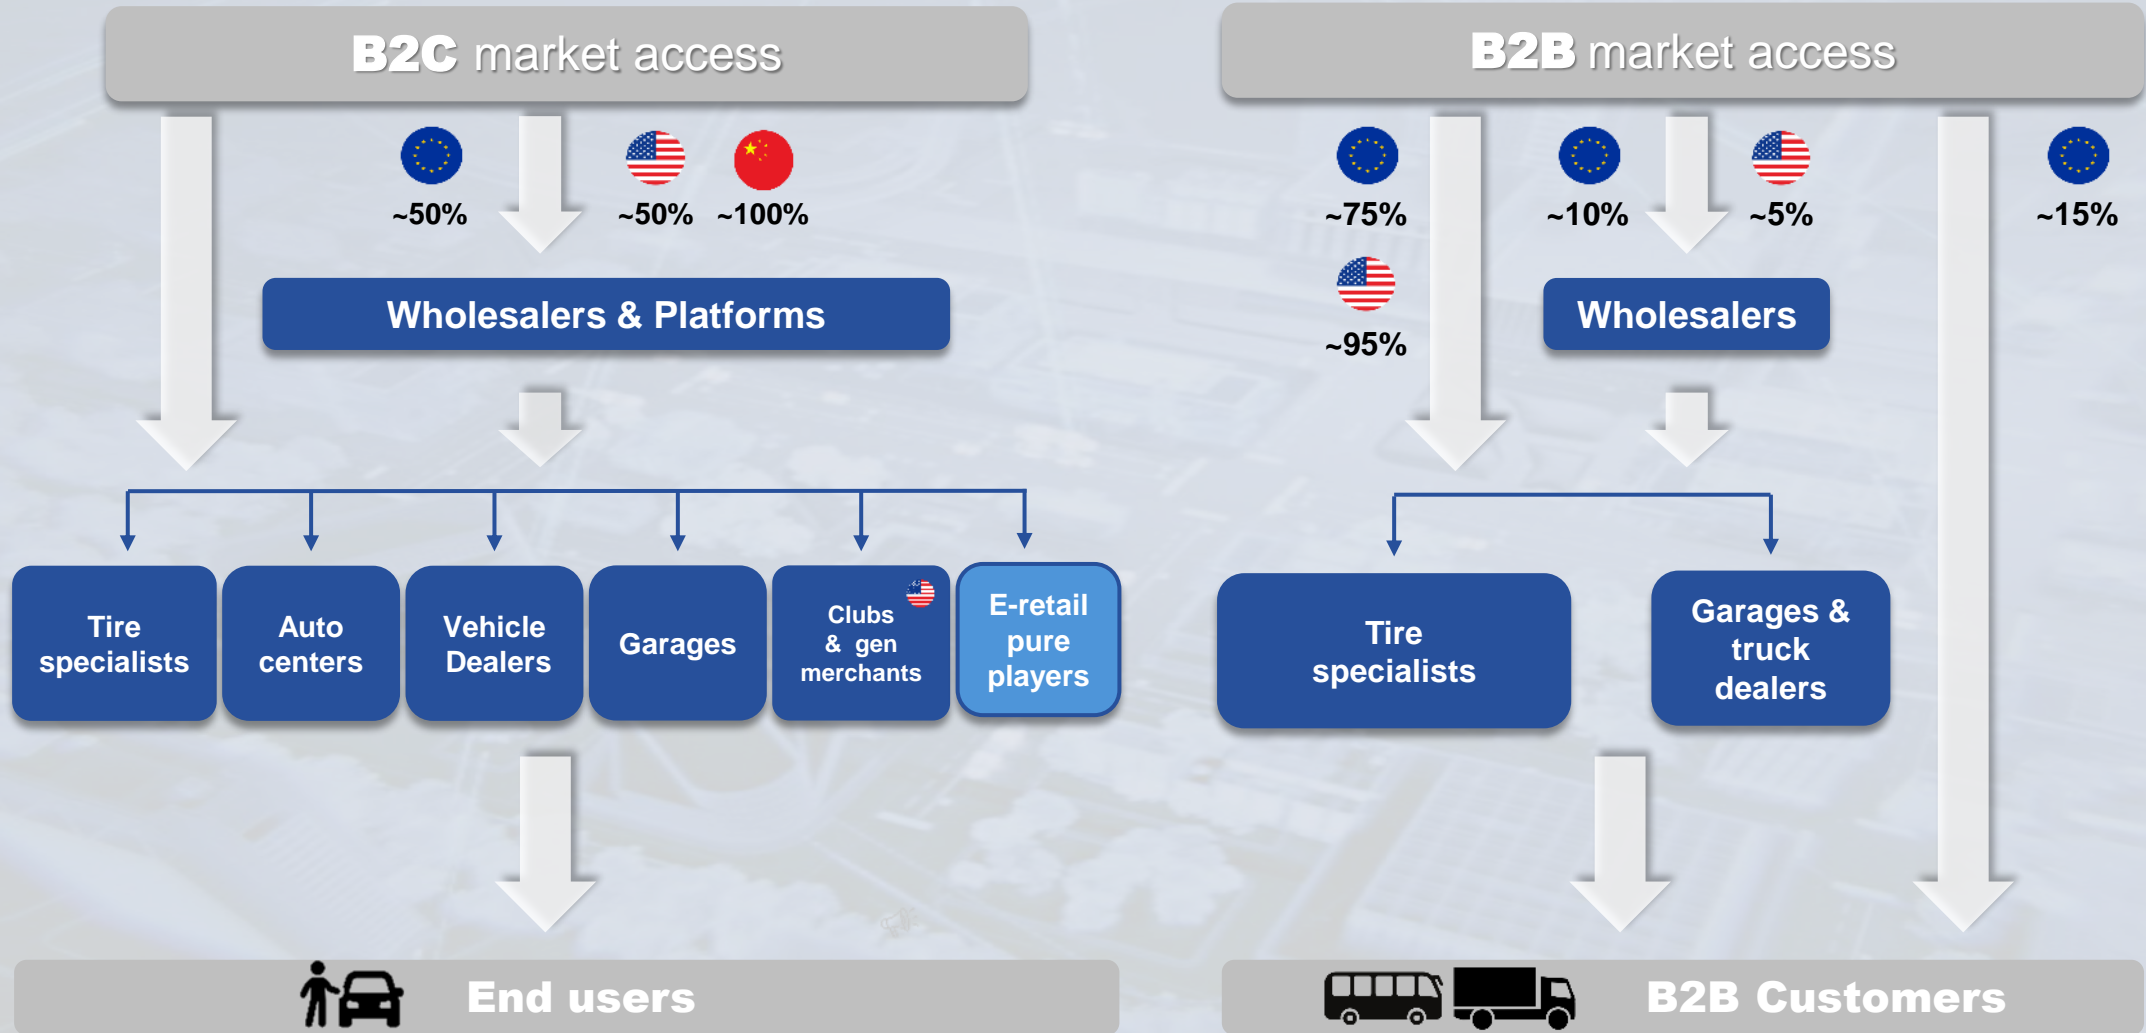 B2C market access
~50%
~50% ~100%
Wholesalers & Platforms
Tire
specialists
Auto
centers
Vehicle
Dealers
Garages
Clubs
& gen
merchants
E-retail
pure
players
End users
B2B market access
~75%
~95%
~10%
~5%
~15%
Wholesalers
Tire
specialists
Garages &
truck
dealers
B2B Customers